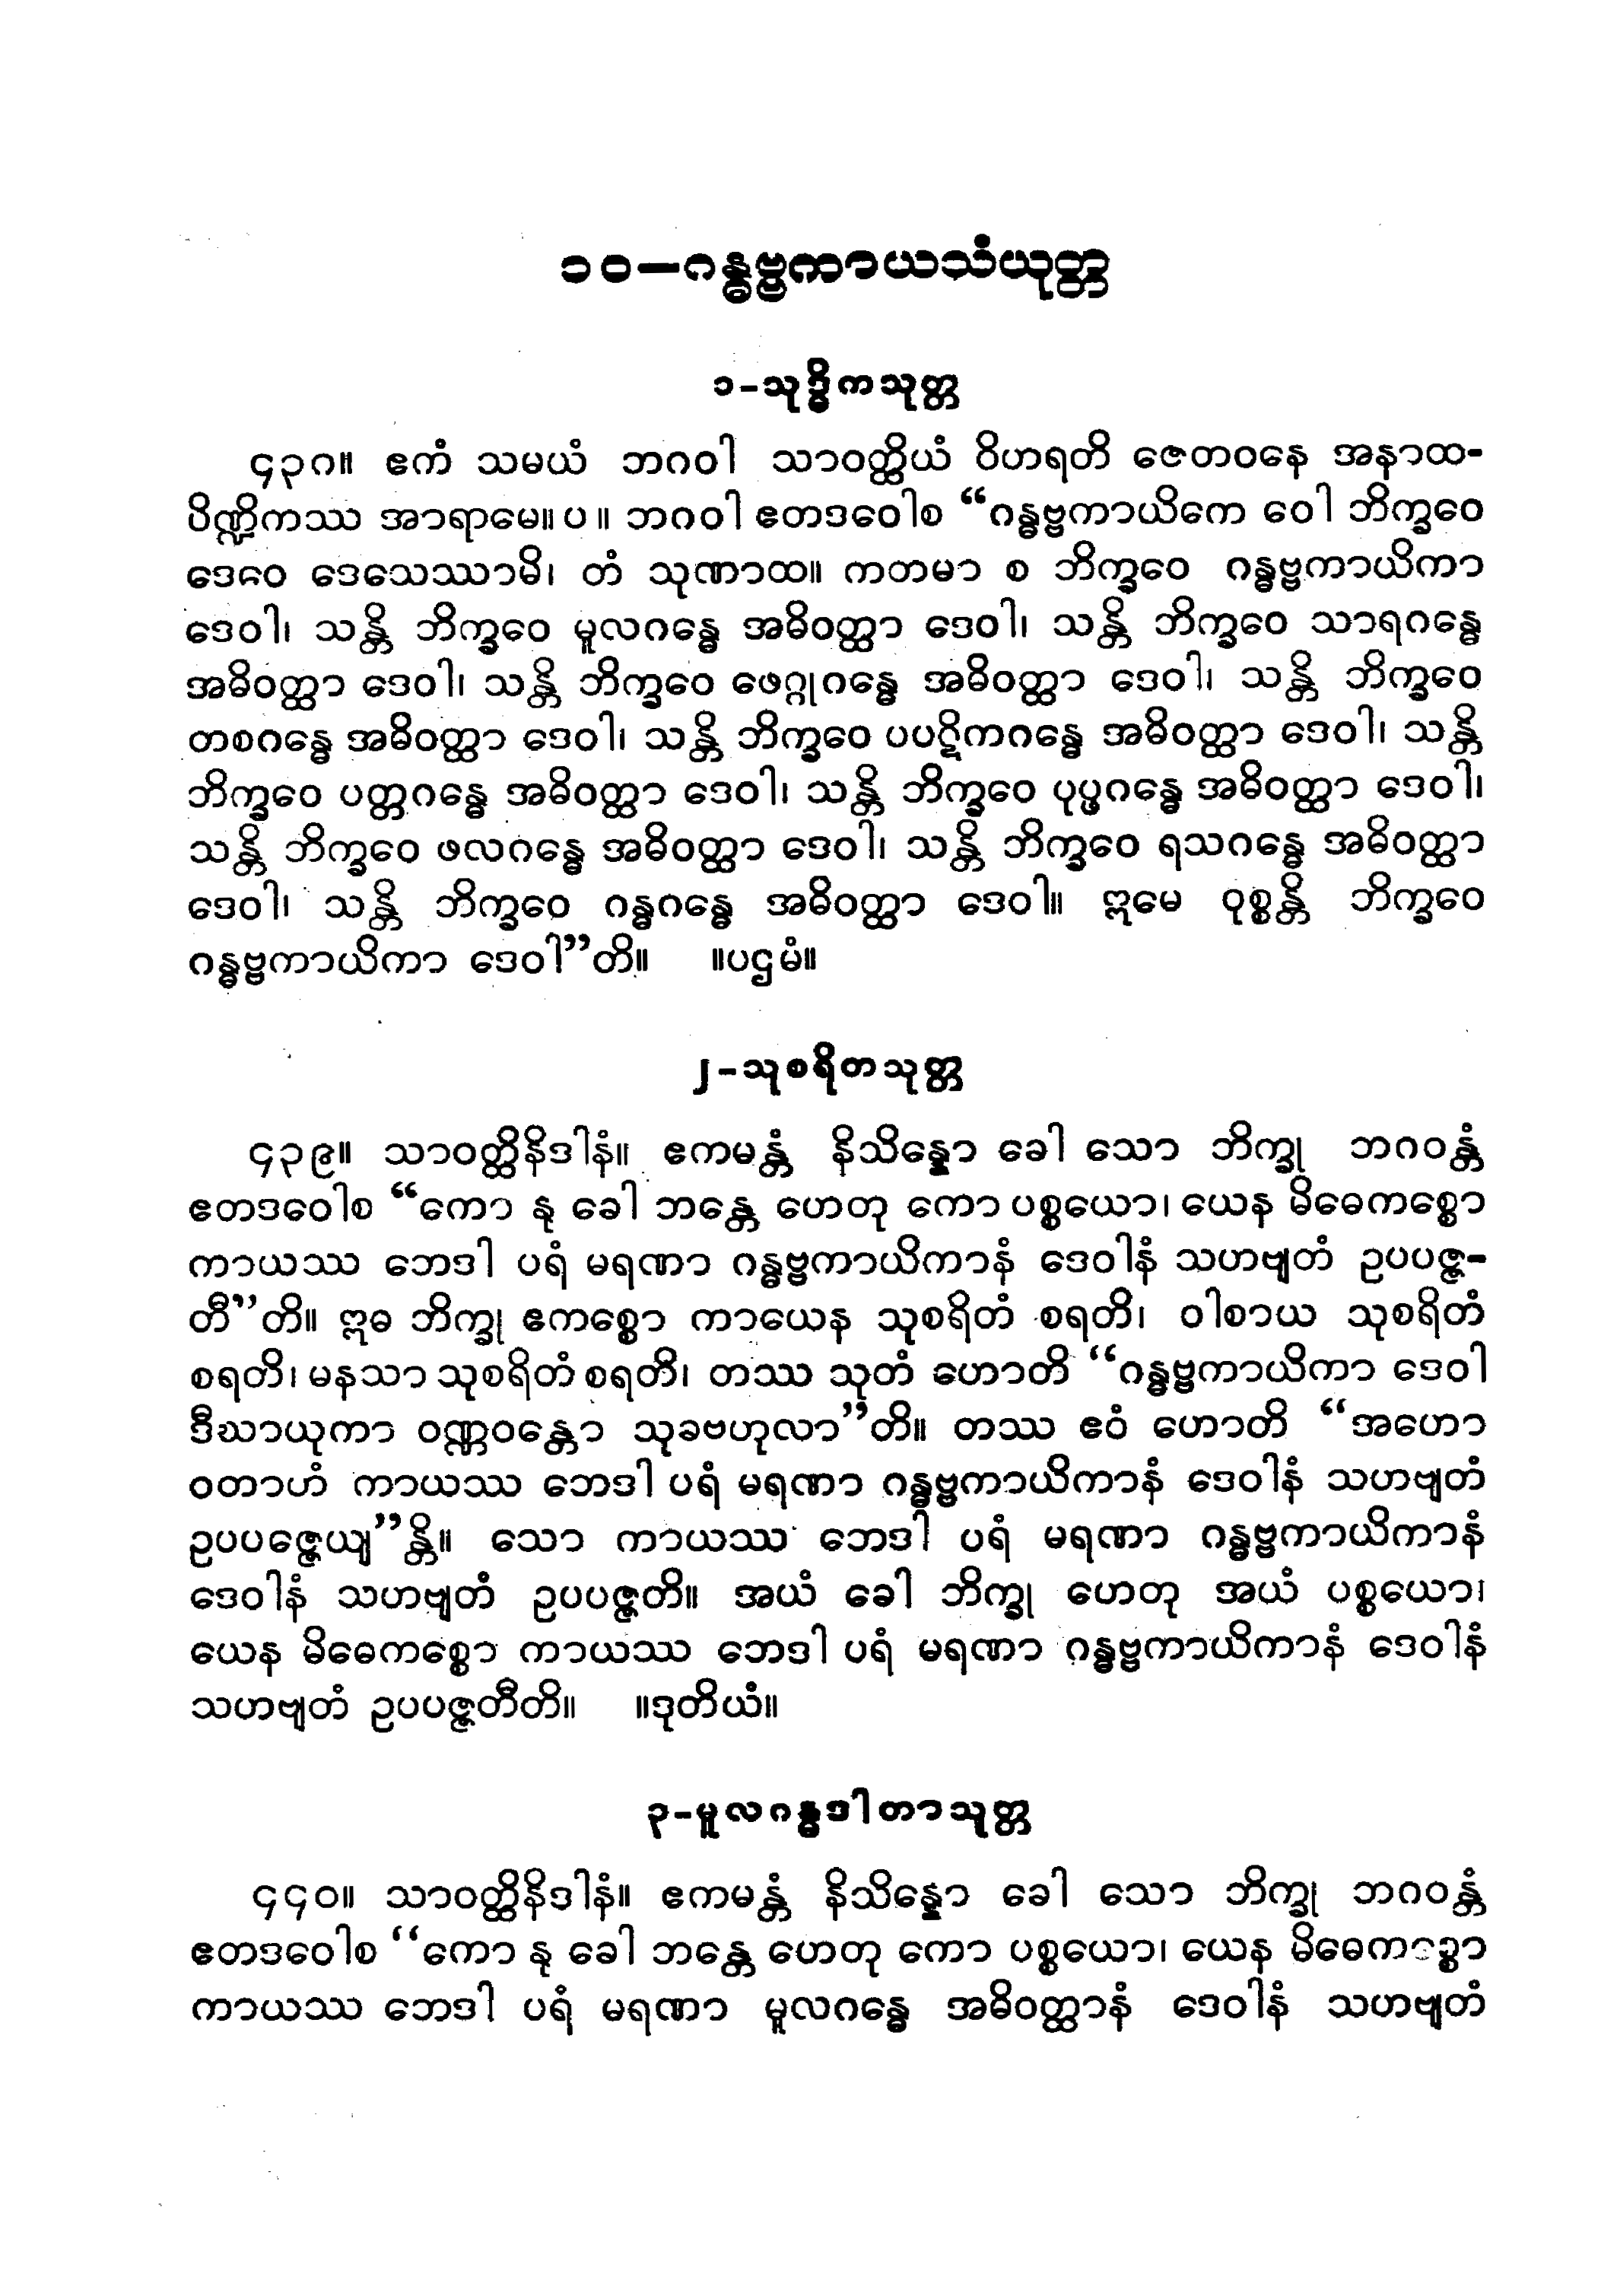 ၁၀—ဂန္ဓဗ္ဗကာယသံယုတ္တ
၁-သုဒ္ဓိကသုတ္တ
၄၃ဂ။ ဧကံ သမယံ ဘဂဝါ သာဝတ္ထိယံ ဝိဟရတိ ဇေတဝနေ အနာထ-
ပိဏ္ဍိကဿ အာရာမေ။ ပ ။ ဘဂဝါ ဧတဒဝေါစ “ဂန္ဓဗ္ဗကာယိကေ ဝေါ ဘိက္ခဝေ
ဒေဝေ ဒေသေဿာမိ၊ တံ သုဏာထ။ ကတမာ စ ဘိက္ခဝေ ဂန္ဓဗ္ဗကာယိကာ
ဒေဝါ၊ သန္တိ ဘိက္ခဝေ မူလဂန္ဓေ အဓိဝတ္ထာ ဒေဝါ၊ သန္တိ ဘိက္ခဝေ သာရဂန္ဓေ
အဓိဝတ္ထာ ဒေဝါ၊ သန္တိ ဘိက္ခဝေ ဖေဂ္ဂုဂန္ဓေ အဓိဝတ္ထာ ဒေဝါ၊ သန္တိ ဘိက္ခဝေ
တစဂန္ဓေ အဓိဝတ္ထာ ဒေဝါ၊ သန္တိ ဘိက္ခဝေ ပပဋိကဂန္ဓေ အဓိဝတ္ထာ ဒေဝါ၊ သန္တိ
ဘိက္ခဝေ ပတ္တဂန္ဓေ အဓိဝတ္ထာ ဒေဝါ၊ သန္တိ ဘိက္ခဝေ ပုပ္ဖဂန္ဓေ အဓိဝတ္ထာ ဒေဝါ၊
သန္တိ ဘိက္ခဝေ ဖလဂန္ဓေ အဓိဝတ္ထာ ဒေဝါ၊ သန္တိ ဘိက္ခဝေ ရသဂန္ဓေ အဓိဝတ္ထာ
ဒေဝါ၊ သန္တိ ဘိက္ခဝေ ဂန္ဓဂန္ဓေ အဓိဝတ္ထာ ဒေဝါ။ ဣမေ ဝုစ္စန္တိ ဘိက္ခဝေ
ဂန္ဓဗ္ဗကာယိကာ ဒေဝါ”တိ။ ။ပဌမံ။
၂-သုစရိတသုတ္တ
၄၃၉။ သာဝတ္ထိနိဒါနံ။ ဧကမန္တံ နိသိန္နော ခေါ သော ဘိက္ခု ဘဂဝန္တံ
ဧတဒဝေါစ “ကော နု ခေါ ဘန္တေ ဟေတု ကော ပစ္စယော၊ ယေန မိဓေကစ္စော
ကာယဿ ဘေဒါ ပရံ မရဏာ ဂန္ဓဗ္ဗကာယိကာနံ ဒေဝါနံ သဟဗျတံ ဥပပဇ္ဇ-
တီ”တိ။ ဣဓ ဘိက္ခု ဧကစ္စော ကာယေန သုစရိတံ စရတိ၊ ဝါစာယ သုစရိတံ
စရတိ၊ မနသာ သုစရိတံ စရတိ၊ တဿ သုတံ ဟောတိ “ဂန္ဓဗ္ဗကာယိကာ ဒေဝါ
ဒီဃာယုကာ ဝဏ္ဏဝန္တော သုခဗဟုလာ”တိ။ တဿ ဧဝံ ဟောတိ “အဟော
ဝတာဟံ ကာယဿ ဘေဒါ ပရံ မရဏာ ဂန္ဓဗ္ဗကာယိကာနံ ဒေဝါနံ သဟဗျတံ
ဥပပဇ္ဇေယျ”န္တိ။ သော ကာယဿ ဘေဒါ ပရံ မရဏာ ဂန္ဓဗ္ဗကာယိကာနံ
ဒေဝါနံ သဟဗျတံ ဥပပဇ္ဇတိ။ အယံ ခေါ ဘိက္ခု ဟေတု အယံ ပစ္စယော၊
ယေန မိဓေကစ္စော ကာယဿ ဘေဒါ ပရံ မရဏာ ဂန္ဓဗ္ဗကာယိကာနံ ဒေဝါနံ
သဟဗျတံ ဥပပဇ္ဇတီတိ။ ။ဒုတိယံ။
၃-မူလဂန္ဓဒါတာသုတ္တ
၄၄၀။ သာဝတ္ထိနိဒါနံ။ ဧကမန္တံ နိသိန္နော ခေါ သော ဘိက္ခု ဘဂဝန္တံ
ဧတဒဝေါစ “ကော နု ခေါ ဘန္တေ ဟေတု ကော ပစ္စယော၊ ယေန မိဓေကစ္စော
ကာယဿ ဘေဒါ ပရံ မရဏာ မူလဂန္ဓေ အဓိဝတ္ထာနံ ဒေဝါနံ သဟဗျတံ